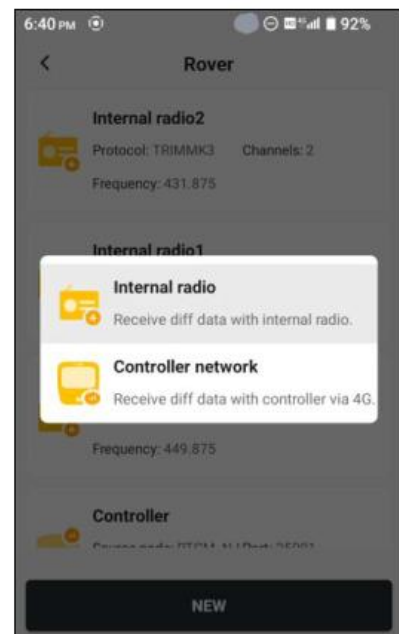 6:40 PM 92%
Rover
Internal radio2
Protocol: TRIMMK3 Channels: 2
Frequency: 431.875
Internal radio1
Internal radio
Receive diff data with internal radio.
Controller network
Receive diff data with controller via 4G.
Frequency: 449.875
Controller
NEW